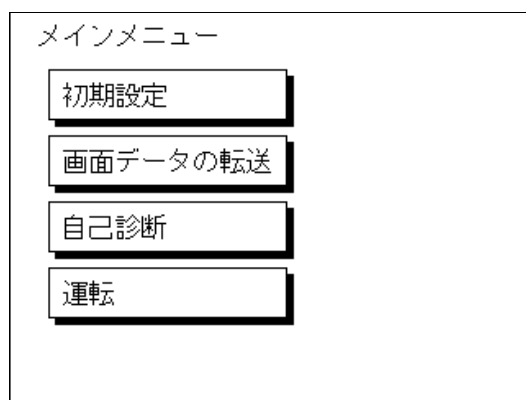 メインメニュー
初期設定
画面データの転送
自己診断
運転